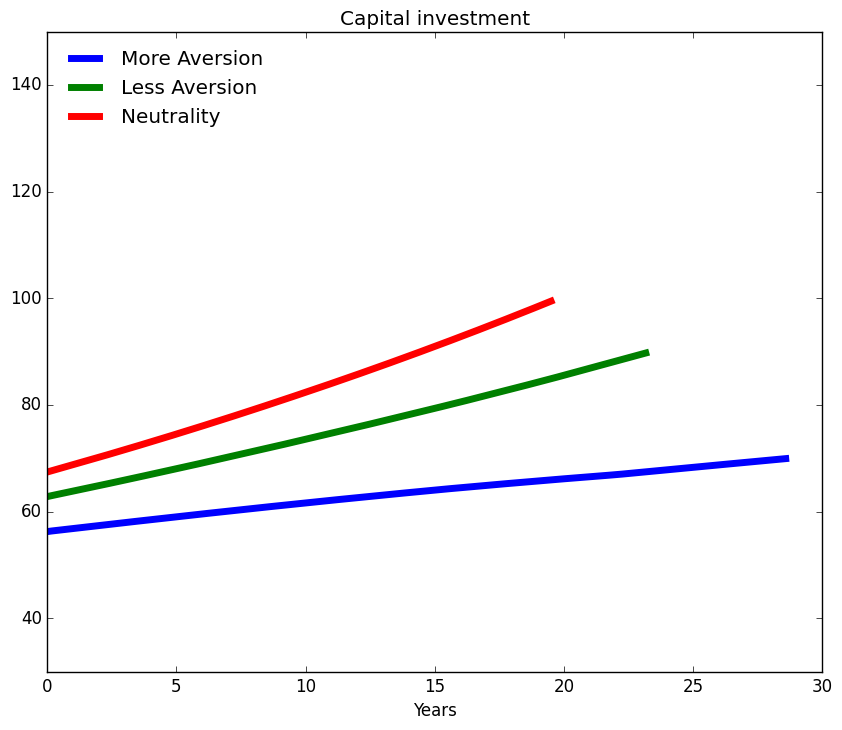 Capital investment
More Aversion
Less Aversion
Neutrality
140
120
100
80
60
40
0 5 10 15 20 25 30
Years